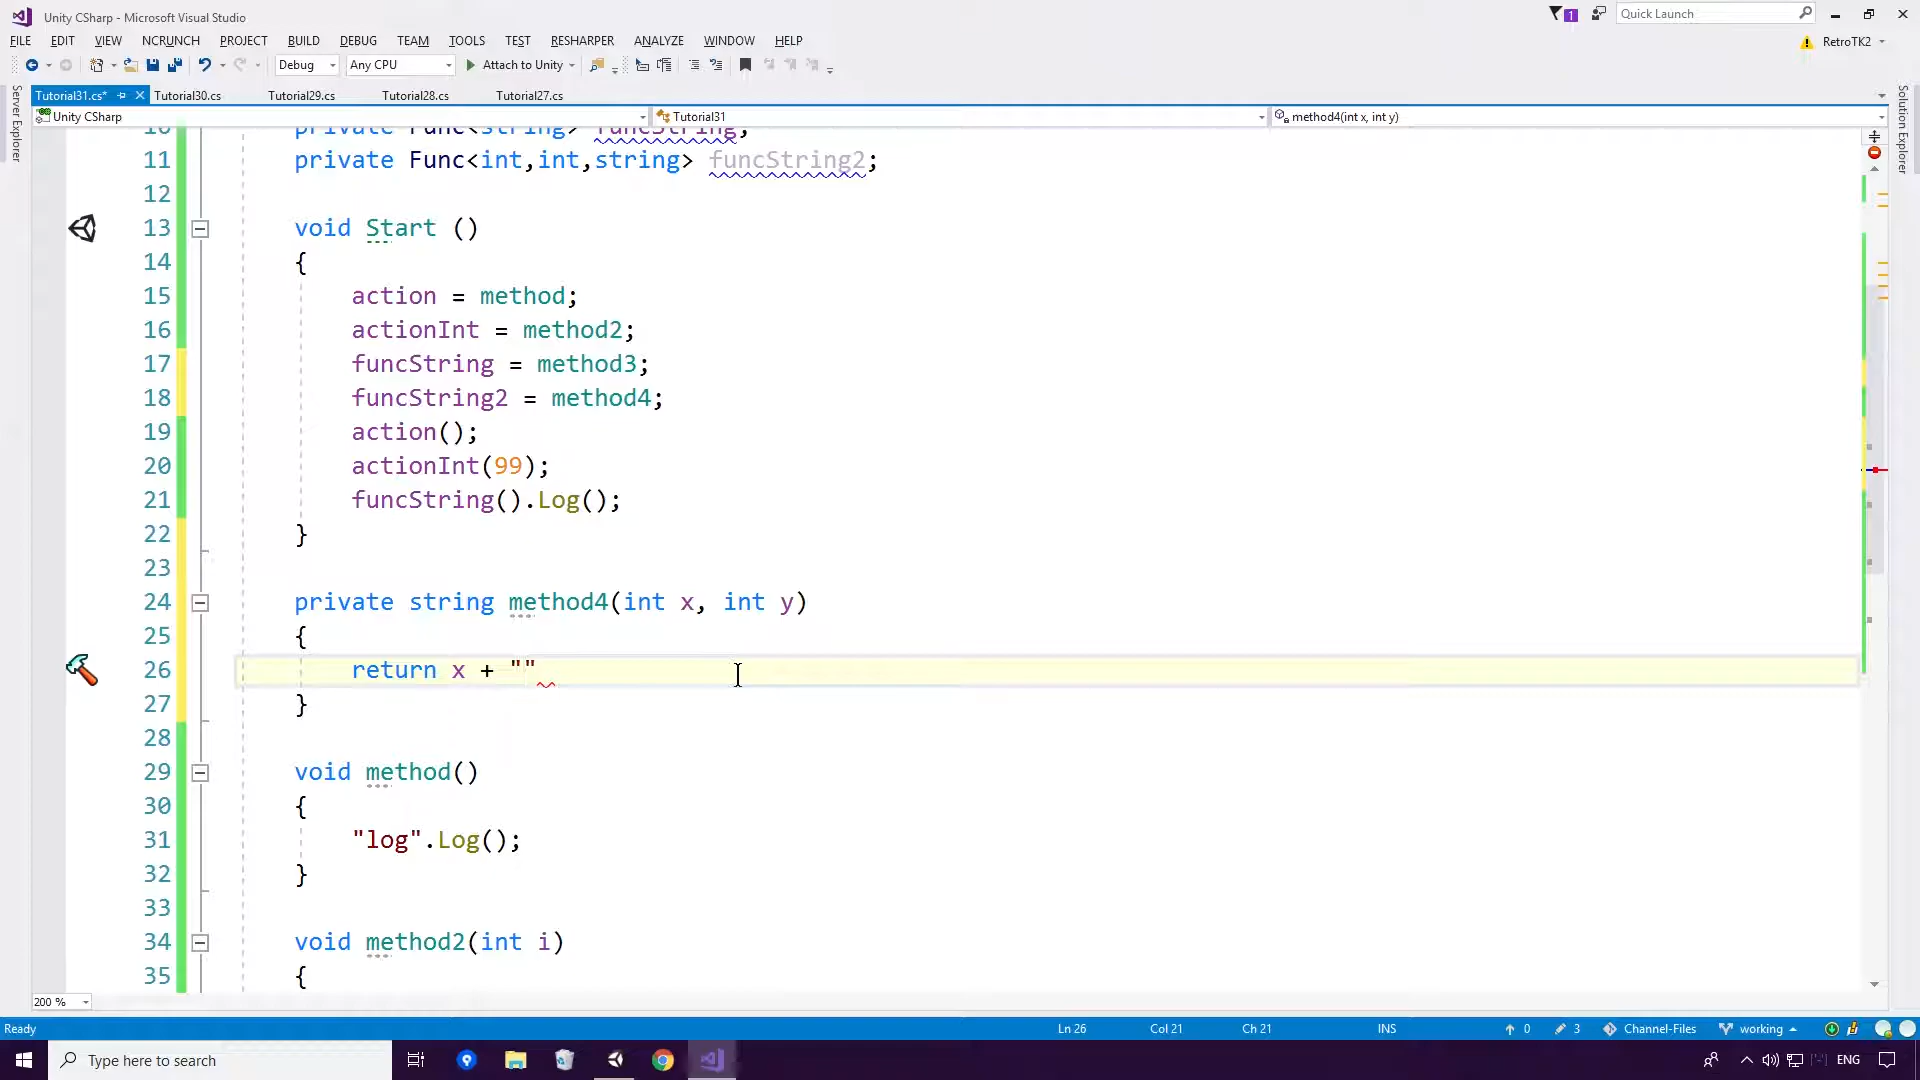 Unity CSharp - Microsoft Visual Studio
1
Quick Launch
FILE EDIT VIEW NCRUNCH PROJECT BUILD DEBUG TEAM TOOLS TEST RESHARPER ANALYZE WINDOW HELP
RetroTK2
Debug Any CPU Attach to Unity
Server Explorer
Solution Explorer
Tutorial31.cs* Tutorial30.cs Tutorial29.cs Tutorial28.cs Tutorial27.cs
Unity CSharp Tutorial31 method4(int x, int y)
10 private Func<string> funcString;
11 private Func<int,int,string> funcString2;
12
13 void Start ()
14 {
15 action = method;
16 actionInt = method2;
17 funcString = method3;
18 funcString2 = method4;
19 action();
20 actionInt(99);
21 funcString().Log();
22 }
23
24 private string method4(int x, int y)
25 {
26 return x + ""
27 }
28
29 void method()
30 {
31 "log".Log();
32 }
33
34 void method2(int i)
35 {
200 %
Ready Ln 26 Col 21 Ch 21 INS 0 3 Channel-Files working
Type here to search
ENG